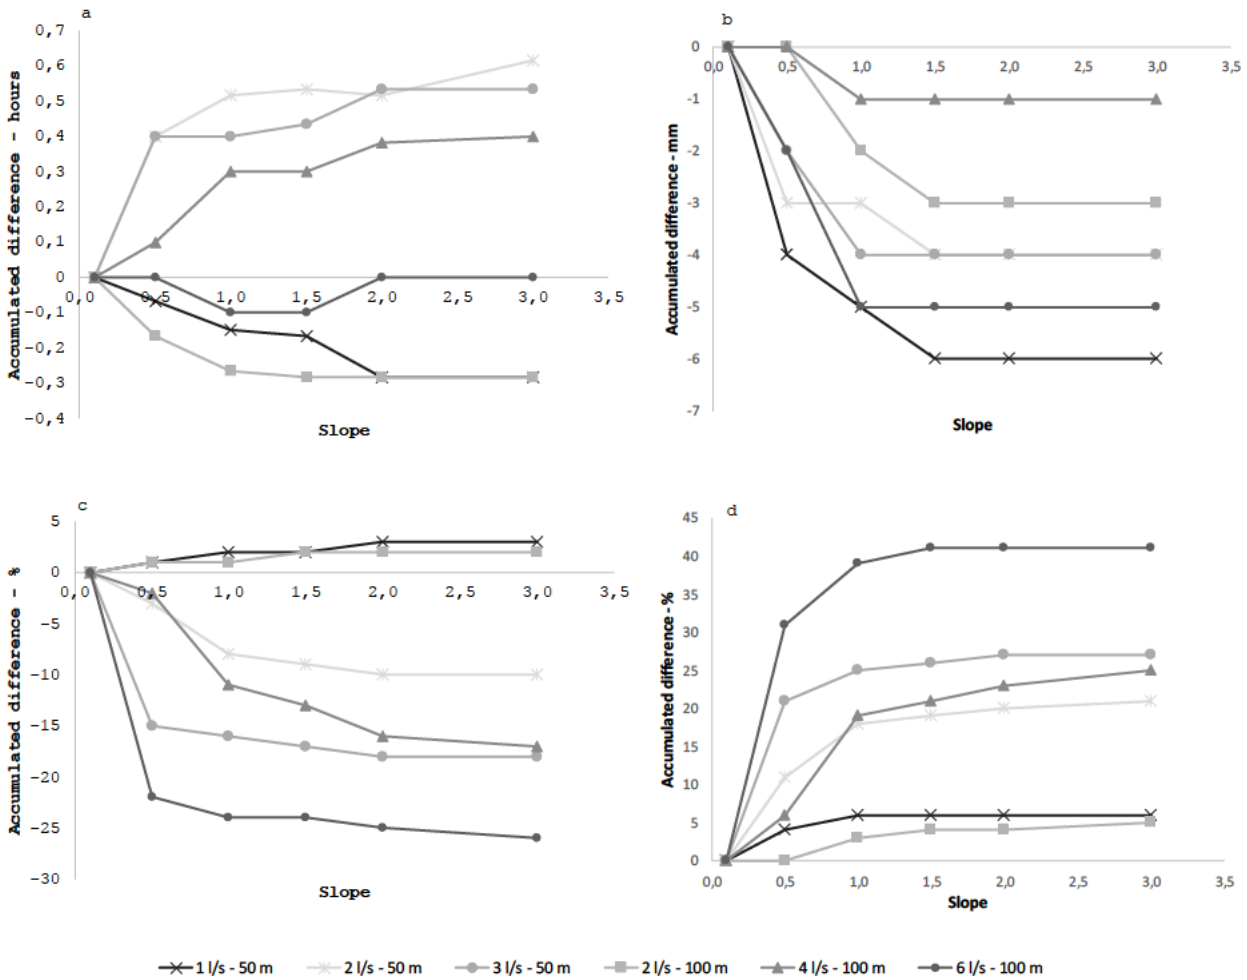 a
0,7
0,6
0,5
0,4
0,3
0,2
0,1
0
-0,1
-0,2
-0,3
-0,4
0,0 0,5 1,0 1,5 2,0 2,5 3,0 3,5
Accumulated difference - hours
Slope
b
0
-1
-2
-3
-4
-5
-6
-7
0,0 0,5 1,0 1,5 2,0 2,5 3,0 3,5
Accumulated difference - mm
Slope
c
5
0
-5
-10
-15
-20
-25
-30
0,0 0,5 1,0 1,5 2,0 2,5 3,0 3,5
Accumulated difference - %
Slope
d
45
40
35
30
25
20
15
10
5
0
0,0 0,5 1,0 1,5 2,0 2,5 3,0 3,5
Accumulated difference - %
Slope
1 l/s - 50 m 2 l/s - 50 m 3 l/s - 50 m 2 l/s - 100 m 4 l/s - 100 m 6 l/s - 100 m